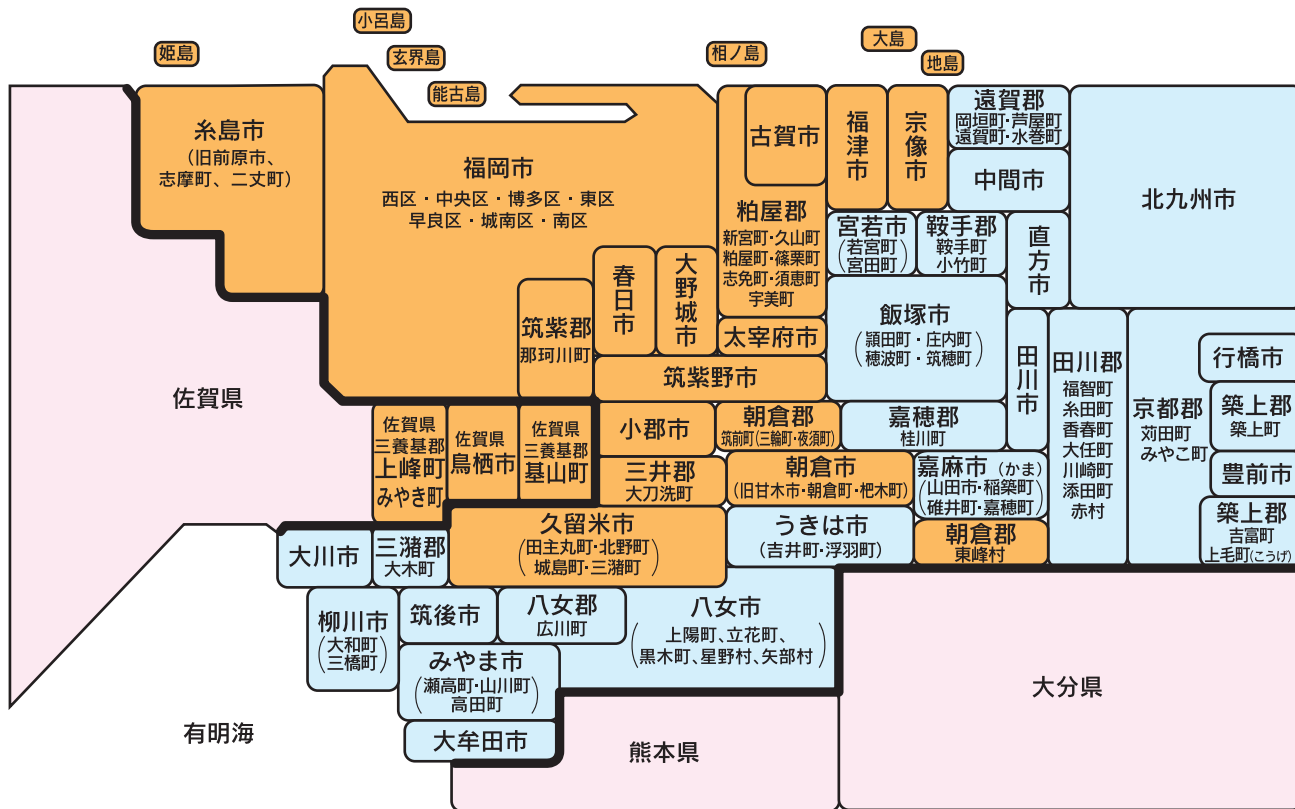 小呂島
姫島
玄界島
能古島
相ノ島
大島
地島
糸島市
(旧前原市、
志摩町、二丈町)
福岡市
西区・中央区・博多区・東区
早良区・城南区・南区
春日市
大野城市
筑紫郡
那珂川町
古賀市
粕屋郡
新宮町・久山町
粕屋町・篠栗町
志免町・須恵町
宇美町
太宰府市
筑紫野市
福津市
宗像市
遠賀郡
岡垣町・芦屋町
遠賀町・水巻町
中間市
北九州市
宮若市
(若宮町
宮田町)
鞍手郡
鞍手町
小竹町
直方市
飯塚市
(頴田町・庄内町
穂波町・筑穂町)
田川市
田川郡
福智町
糸田町
香春町
大任町
川崎町
添田町
赤村
京都郡
苅田町
みやこ町
行橋市
築上郡
築上町
豊前市
築上郡
吉富町
上毛町(こうげ)
佐賀県
佐賀県
三養基郡
上峰町
みやき町
佐賀県
鳥栖市
佐賀県
三養基郡
基山町
小郡市
朝倉郡
筑前町(三輪町・夜須町)
嘉穂郡
桂川町
三井郡
大刀洗町
朝倉市
(旧甘木市・朝倉町・杷木町)
嘉麻市(かま)
(山田市・稲築町
碓井町・嘉穂町)
久留米市
(田主丸町・北野町
城島町・三潴町)
うきは市
(吉井町・浮羽町)
朝倉郡
東峰村
大川市
三潴郡
大木町
柳川市
(大和町
三橋町)
筑後市
八女郡
広川町
八女市
(上陽町、立花町、
黒木町、星野村、矢部村)
みやま市
(瀬高町・山川町
高田町)
大牟田市
有明海
熊本県
大分県